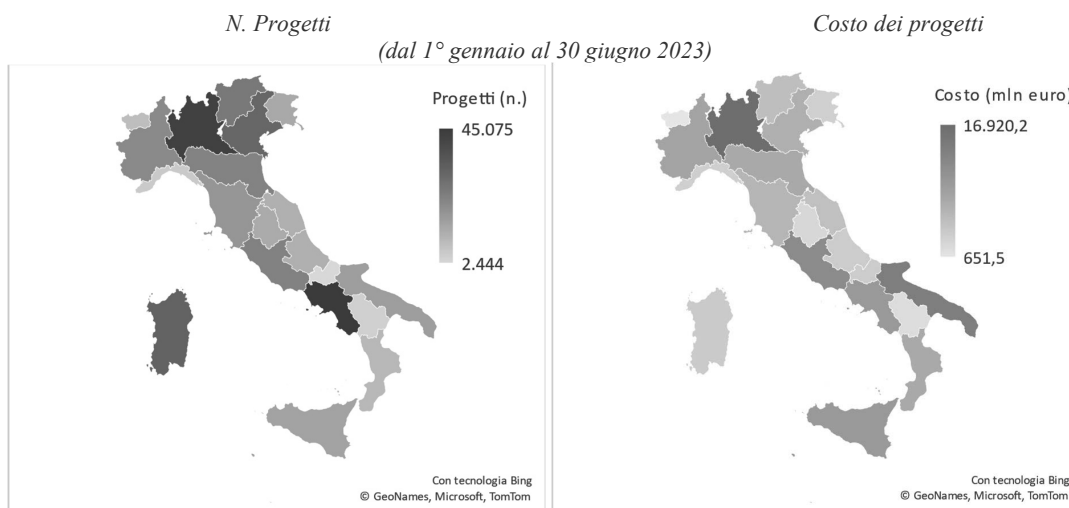 N. Progetti
Costo dei progetti
(dal 1° gennaio al 30 giugno 2023)
Progetti (n.)
45.075
2.444
Con tecnologia Bing
© GeoNames, Microsoft, TomTom
Costo (mln euro)
16.920,2
651,5
Con tecnologia Bing
© GeoNames, Microsoft, TomTom